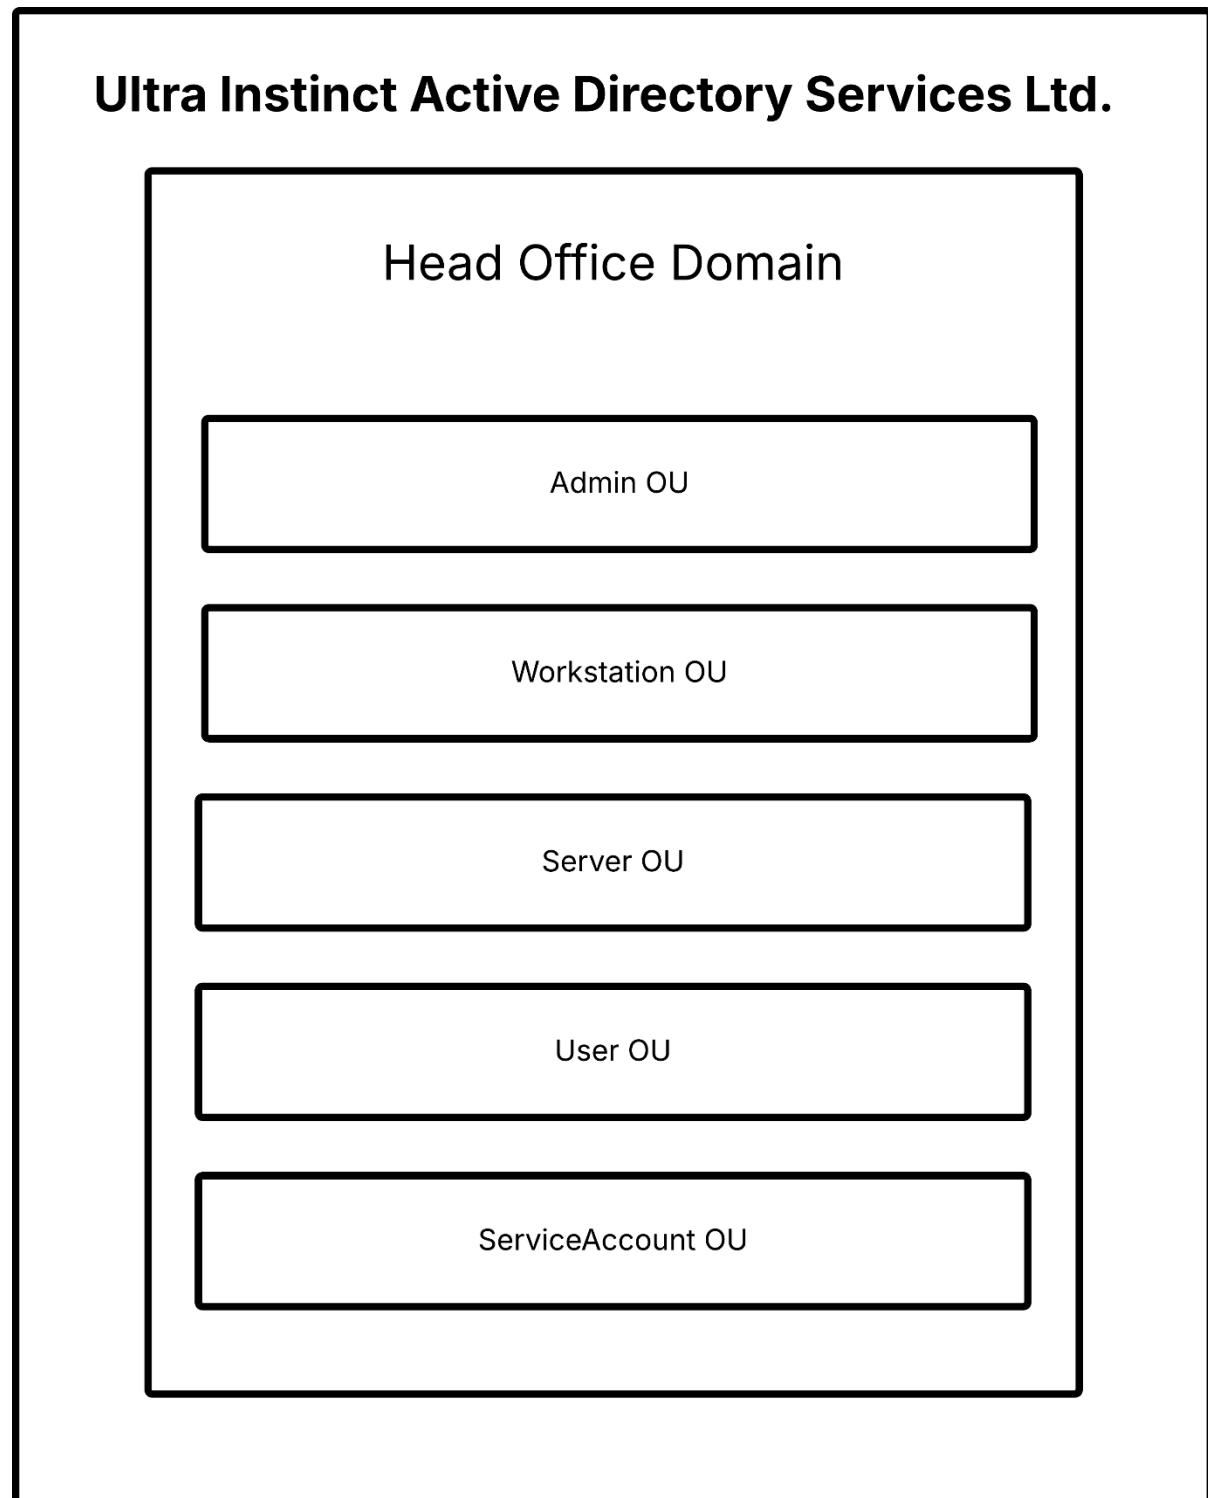 Ultra Instinct Active Directory Services Ltd.
Head Office Domain
Admin OU
Workstation OU
Server OU
User OU
ServiceAccount OU